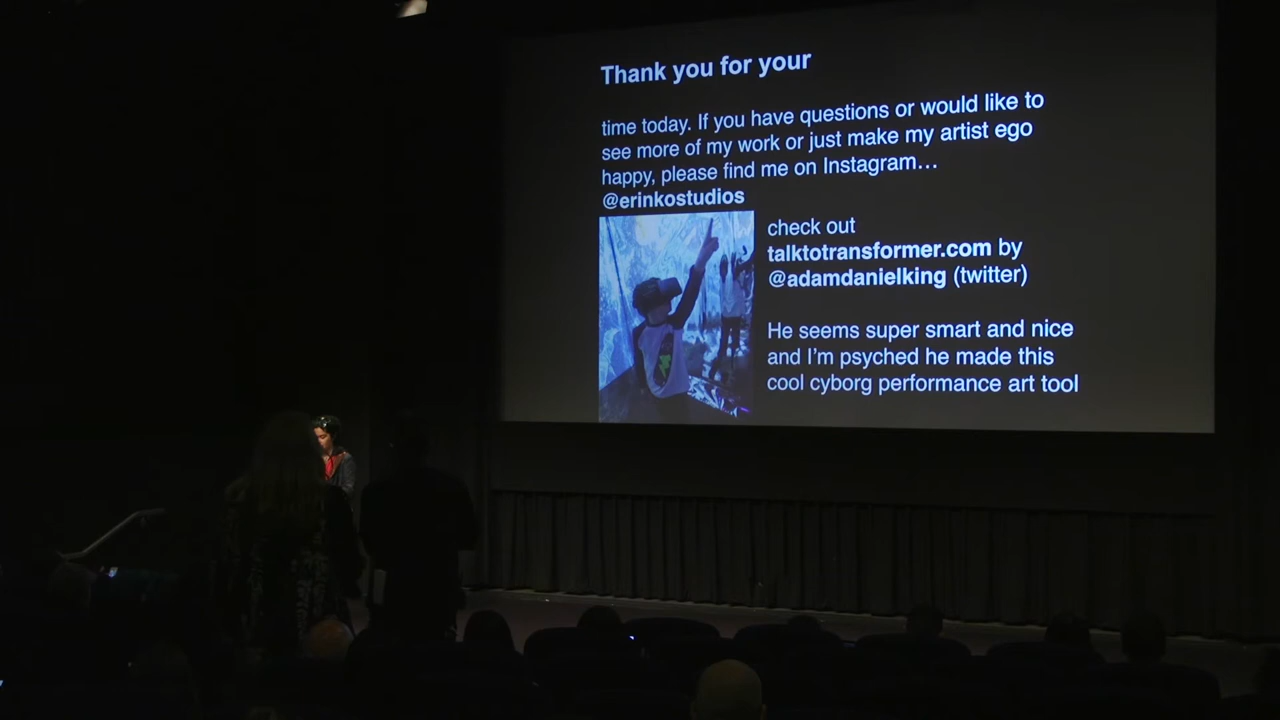 Thank you for your
time today. If you have questions or would like to
see more of my work or just make my artist ego
happy, please find me on Instagram…
@erinkostudios
check out
talktotransformer.com by
@adamdanielking (twitter)
He seems super smart and nice
and I'm psyched he made this
cool cyborg performance art tool